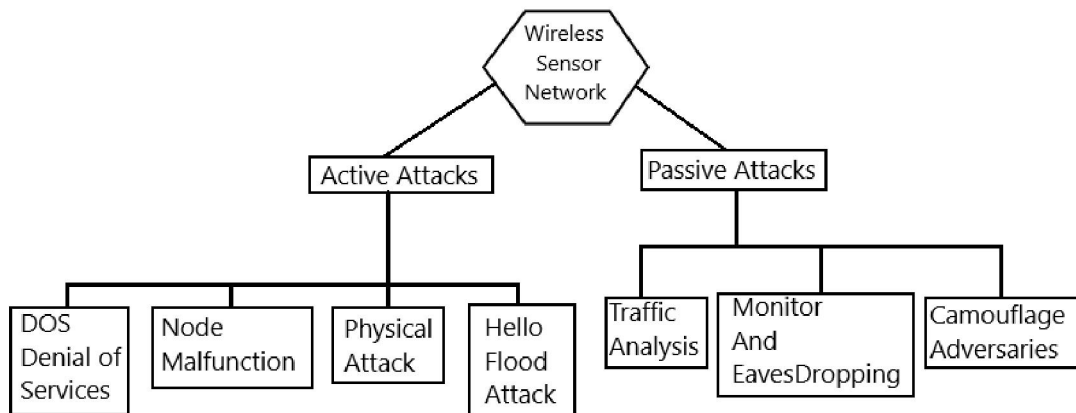 Wireless
Sensor
Network
Active Attacks
Passive Attacks
DOS
Denial of
Services
Node
Malfunction
Physical
Attack
Hello
Flood
Attack
Traffic
Analysis
Monitor
And
EavesDropping
Camouflage
Adversaries